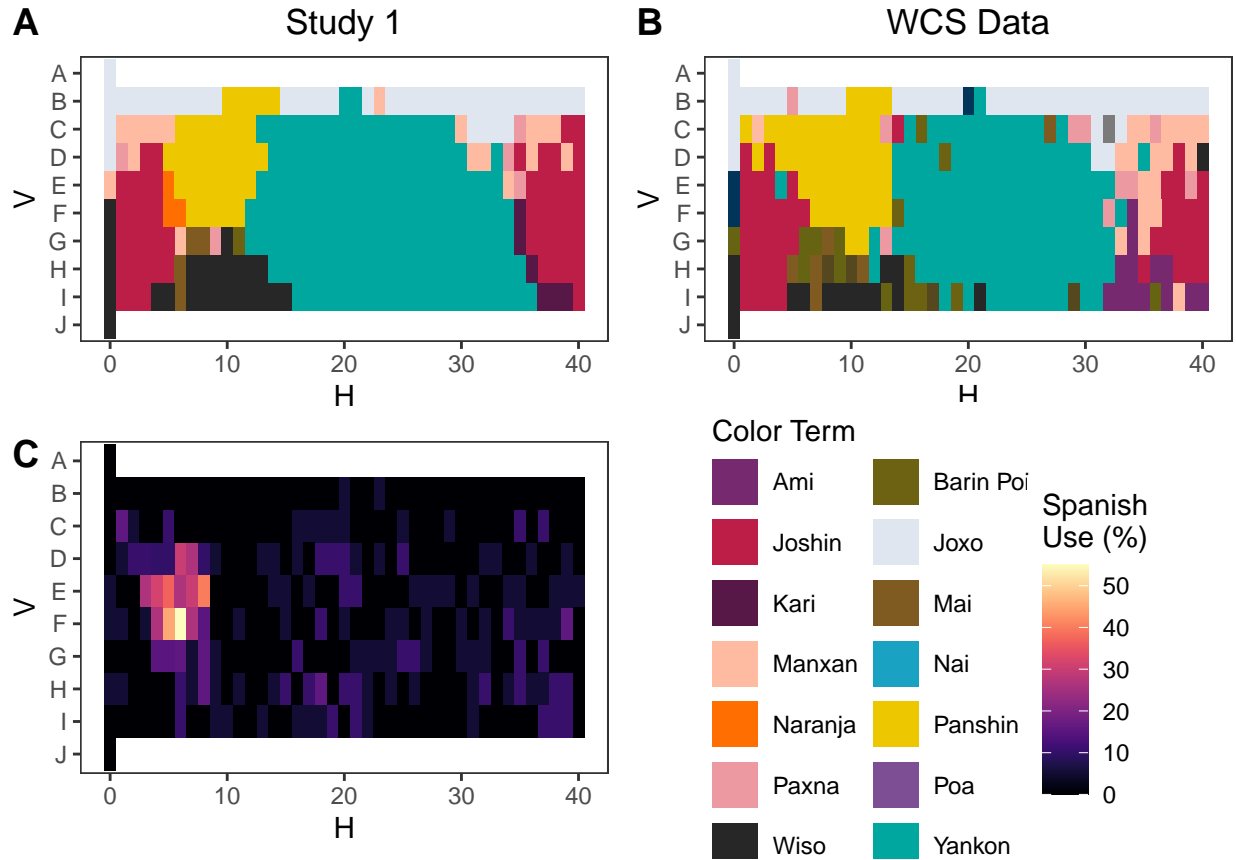 A
Study 1
A
B
C
D
E
F
G
H
I
J
V
0
10
20
30
40
H
B
WCS Data
A
B
C
D
E
F
G
H
I
J
V
0
10
20
30
40
H
C
A
B
C
D
E
F
G
H
I
J
V
0
10
20
30
40
H
Color Term
Ami
Joshin
Kari
Manxan
Naranja
Paxna
Wiso
Barin Poi
Joxo
Mai
Nai
Panshin
Poa
Yankon
Spanish
Use (%)
50
40
30
20
10
0